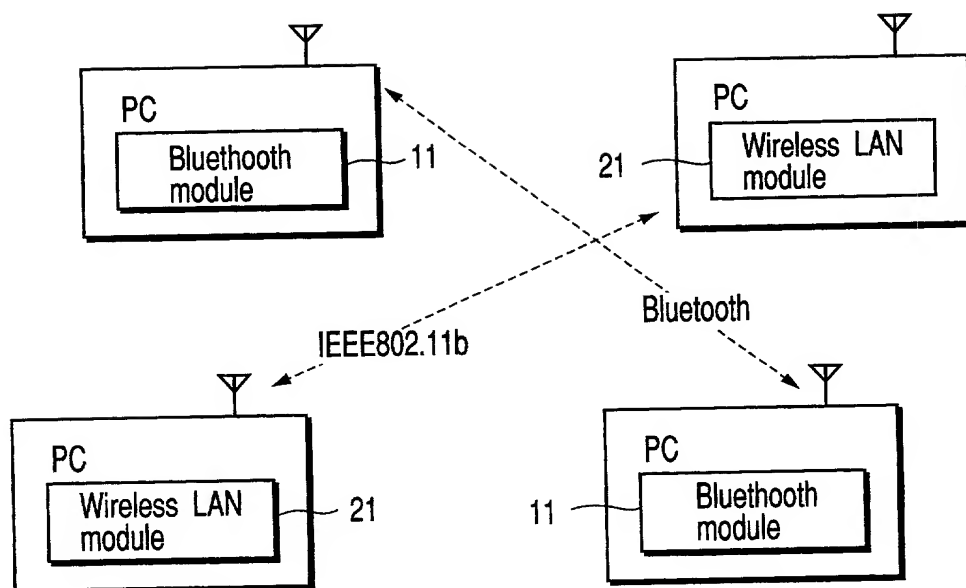 PC
Bluethooth
module
11
PC
Wireless LAN
module
21
Bluetooth
IEEE802.11b
PC
Wireless LAN
module
21
PC
Bluethooth
module
11